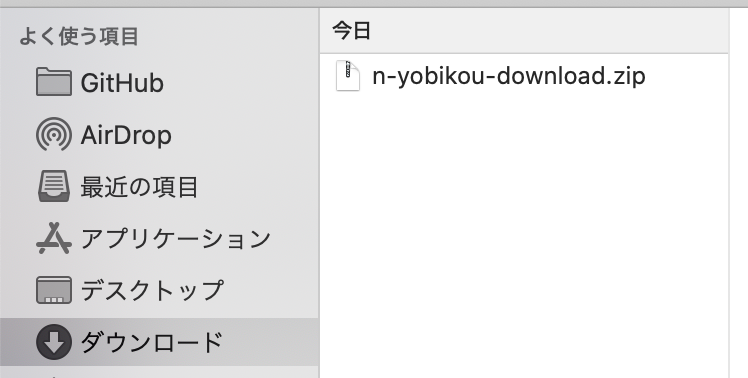 よく使う項目
GitHub
AirDrop
最近の項目
アプリケーション
デスクトップ
ダウンロード
今日
n-yobikou-download.zip